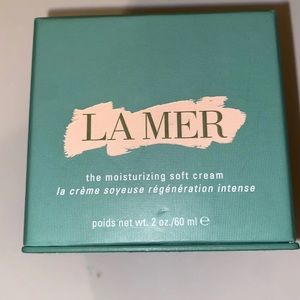 LA MER
the moisturizing soft cream
la crème soyeuse régénération intense
poids net wt. 2 oz./60 ml ℮